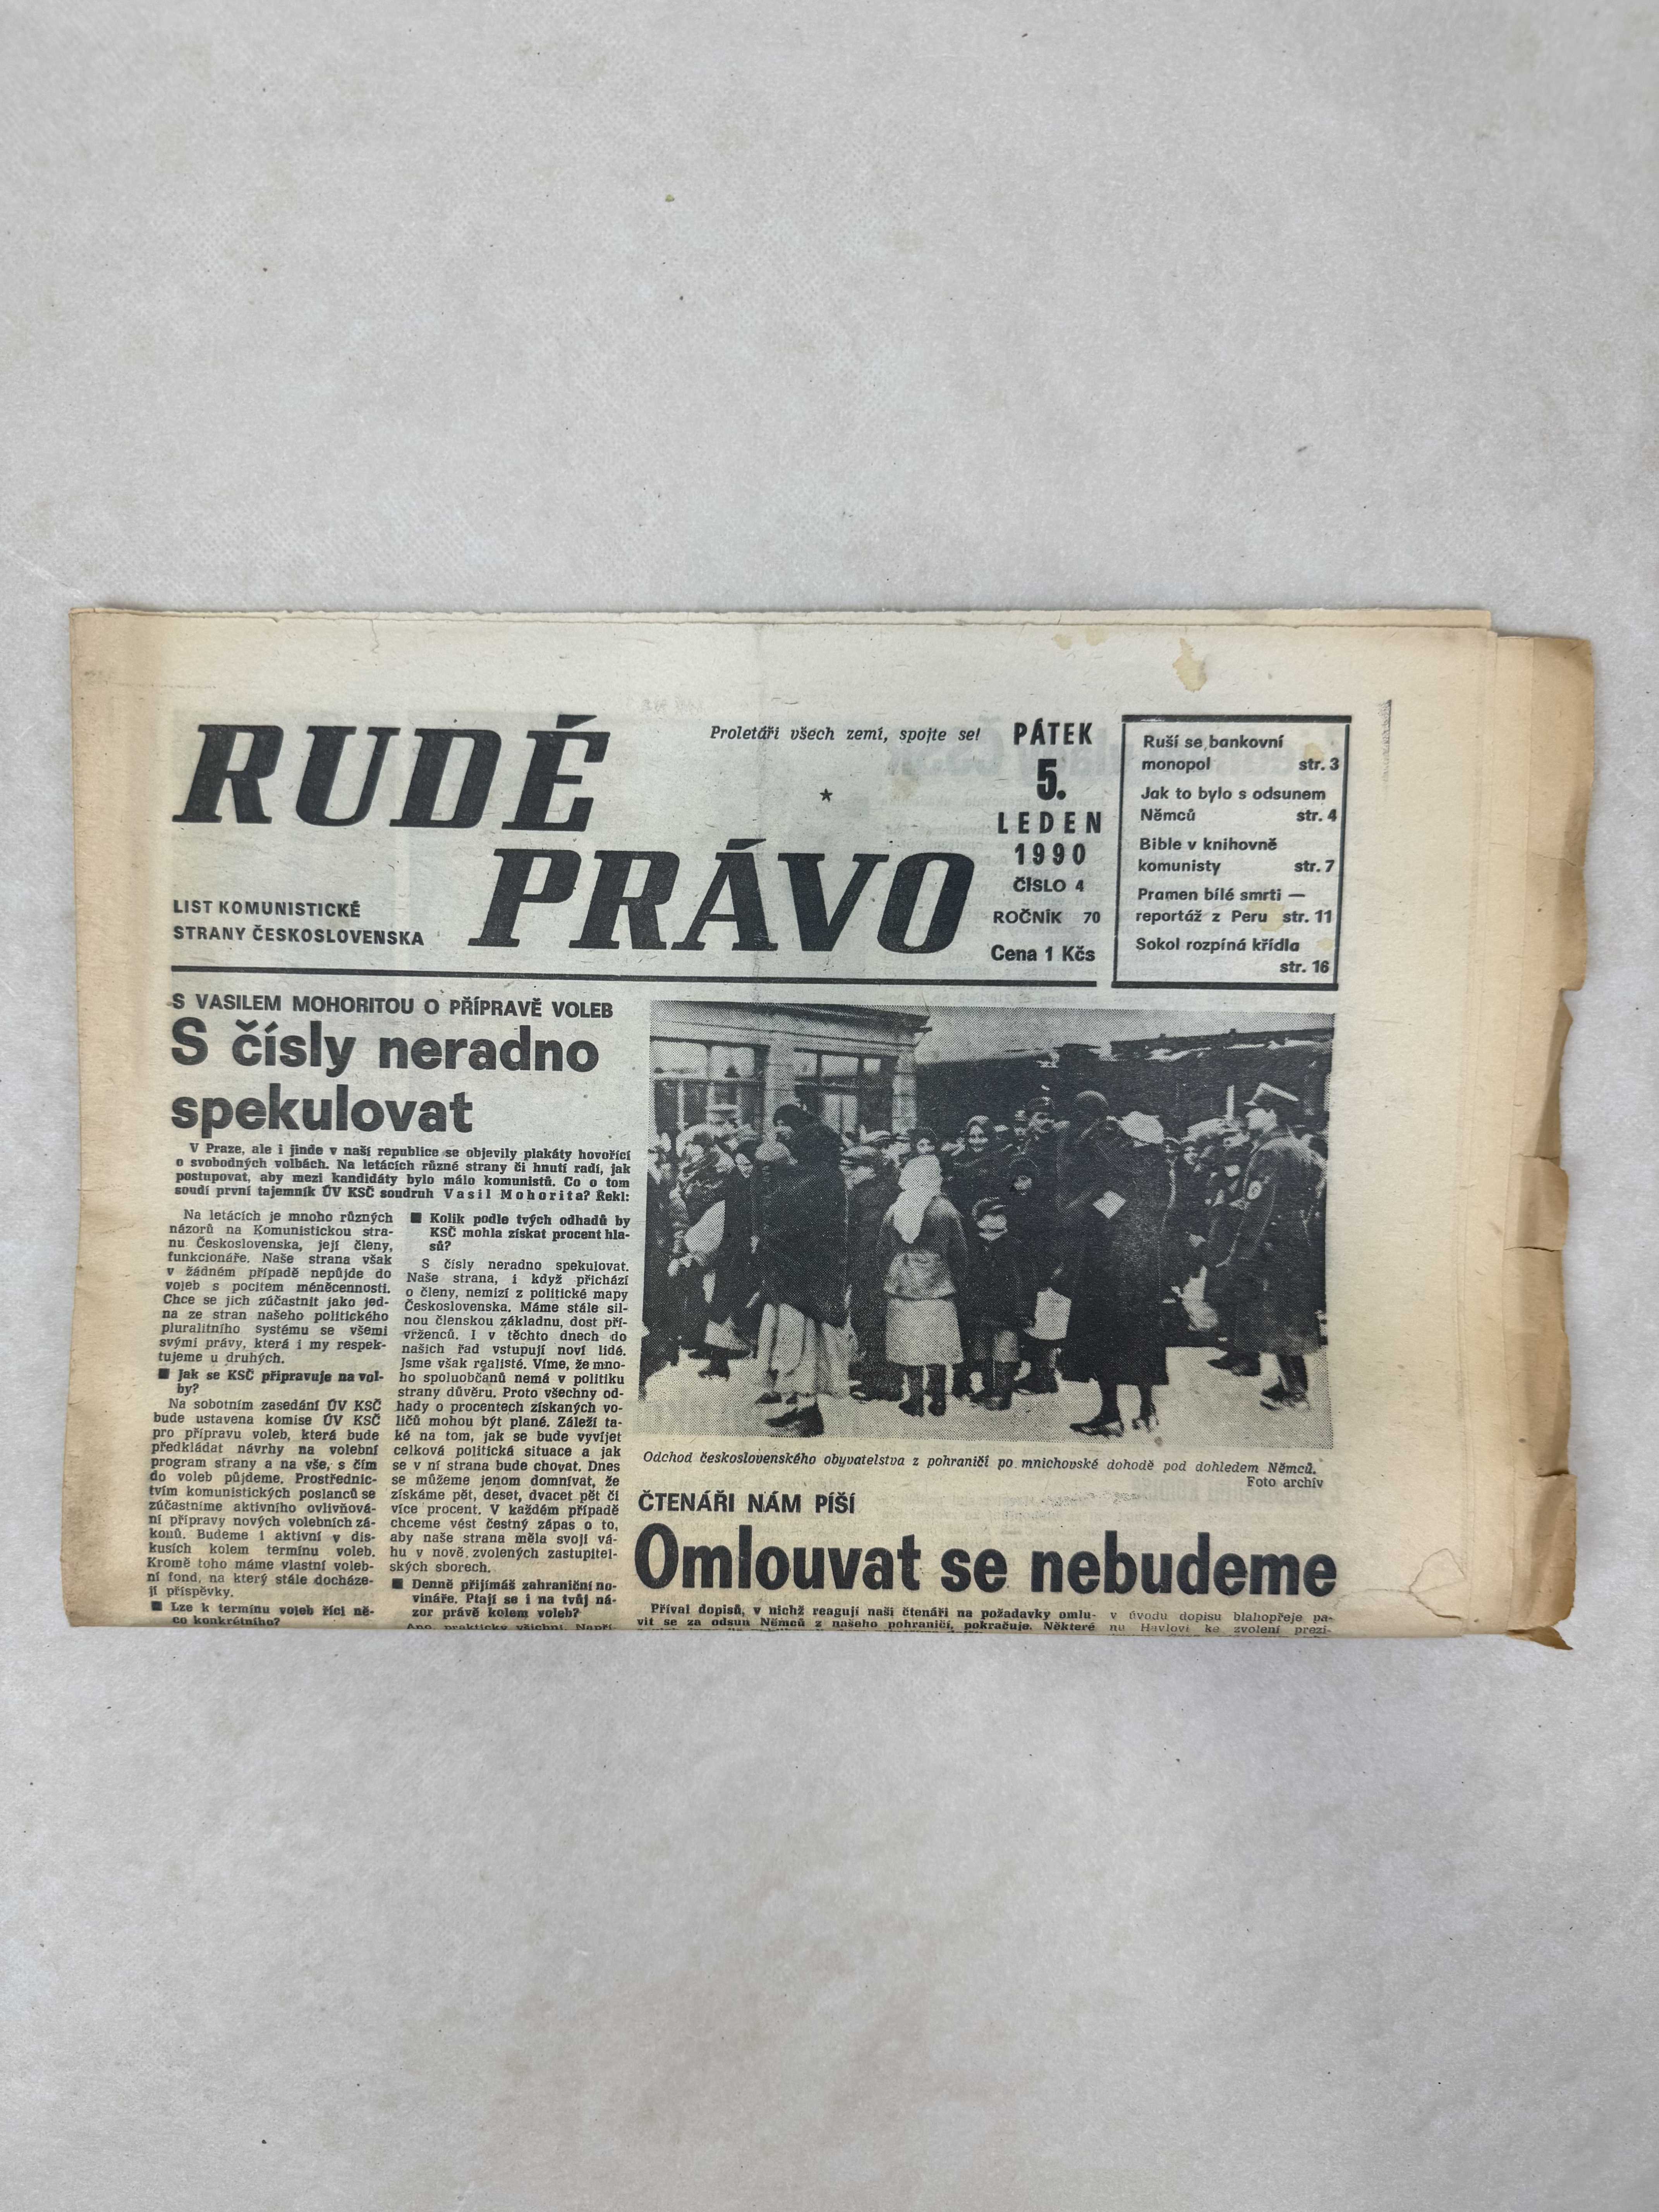 RUDÉ
PRÁVO
LIST KOMUNISTICKÉ
STRANY ČESKOSLOVENSKA
Proletáři všech zemí, spojte se!
PÁTEK
5.
LEDEN
1990
ČÍSLO 4
ROČNÍK 70
Cena 1 Kčs
Ruší se bankovní
monopol str. 3
Jak to bylo s odsunem
Němců str. 4
Bible v knihovně
komunisty str. 7
Pramen bílé smrti —
reportáž z Peru str. 11
Sokol rozpíná křídla
str. 16
S VASILEM MOHORITOU O PŘÍPRAVĚ VOLEB
S čísly neradno
spekulovat
V Praze, ale i jinde v naší republice se objevily plakáty hovořící
o svobodných volbách. Na letácích různé strany či hnutí radí, jak
postupovat, aby mezi kandidáty bylo málo komunistů. Co o tom
soudí první tajemník ÚV KSČ soudruh Vasil Mohorita? Řekl:
Na letácích je mnoho různých
názorů na Komunistickou stra-
nu Československa, její členy,
funkcionáře. Naše strana však
v žádném případě nepůjde do
voleb s pocitem méněcennosti.
Chce se jich zúčastnit jako jed-
na ze stran našeho politického
pluralitního systému se všemi
svými právy, která i my respek-
tujeme u druhých.
■ Jak se KSČ připravuje na vol-
by?
Na sobotním zasedání ÚV KSČ
bude ustavena komise ÚV KSČ
pro přípravu voleb, která bude
předkládat návrhy na volební
program strany a na vše, s čím
do voleb půjdeme. Prostřednic-
tvím komunistických poslanců se
zúčastníme aktivního ovlivňová-
ní přípravy nových volebních zá-
konů. Budeme i aktivní v dis-
kusích kolem termínu voleb.
Kromě toho máme vlastní voleb-
ní fond, na který stále docháze-
jí příspěvky.
■ Lze k termínu voleb říci ně-
co konkrétního?
■ Kolik podle tvých odhadů by
KSČ mohla získat procent hla-
sů?
S čísly neradno spekulovat.
Naše strana, i když přichází
o členy, nemizí z politické mapy
Československa. Máme stále sil-
nou členskou základnu, dost pří-
vrženců. I v těchto dnech do
našich řad vstupují noví lidé.
Jsme však realisté. Víme, že mno-
ho spoluobčanů nemá v politiku
strany důvěru. Proto všechny od-
hady o procentech získaných vo-
ličů mohou být plané. Záleží ta-
ké na tom, jak se bude vyvíjet
celková politická situace a jak
se v ní strana bude chovat. Dnes
se můžeme jenom domnívat, že
získáme pět, deset, dvacet pět či
více procent. V každém případě
chceme vést čestný zápas o to,
aby naše strana měla svoji vá-
hu v nově zvolených zastupitel-
ských sborech.
■ Denně přijímáš zahraniční no-
vináře. Ptají se i na tvůj ná-
zor právě kolem voleb?
Ano, prakticky všichni. Např.
Odchod československého obyvatelstva z pohraničí po mnichovské dohodě pod dohledem Němců.
Foto archív
ČTENÁŘI NÁM PÍŠÍ
Omlouvat se nebudeme
Příval dopisů, v nichž reagují naši čtenáři na požadavky omlu-
vit se za odsun Němců z našeho pohraničí, pokračuje. Některé
v úvodu dopisu blahopřeje pa-
nu Havlovi ke zvolení prezi-